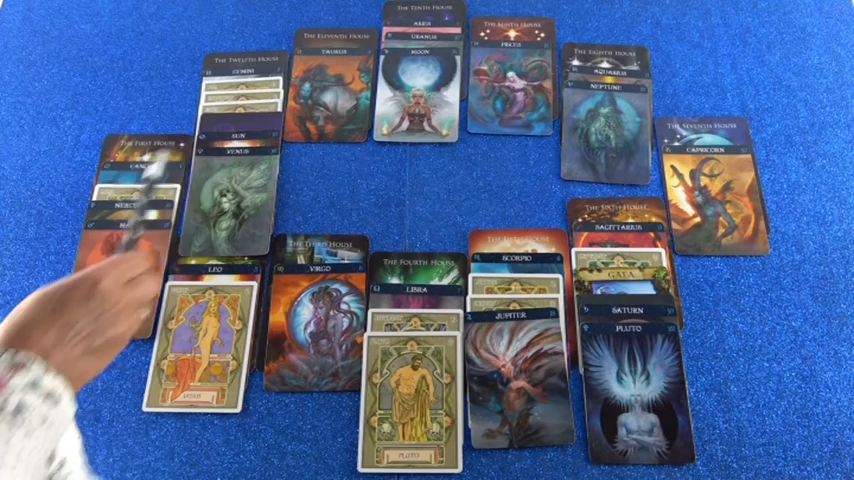 THE TENTH HOUSE
ARIES
URANUS
MOON
THE ELEVENTH HOUSE
TAURUS
THE NINTH HOUSE
PISCES
THE TWELFTH HOUSE
GEMINI
SUN
VENUS
THE EIGHTH HOUSE
AQUARIUS
NEPTUNE
THE SEVENTH HOUSE
CAPRICORN
THE FIRST HOUSE
LEO
VENUS
THE THIRD HOUSE
VIRGO
THE FOURTH HOUSE
LIBRA
PLUTO
SCORPIO
JUPITER
THE SIXTH HOUSE
SAGITTARIUS
GAEA
SATURN
PLUTO